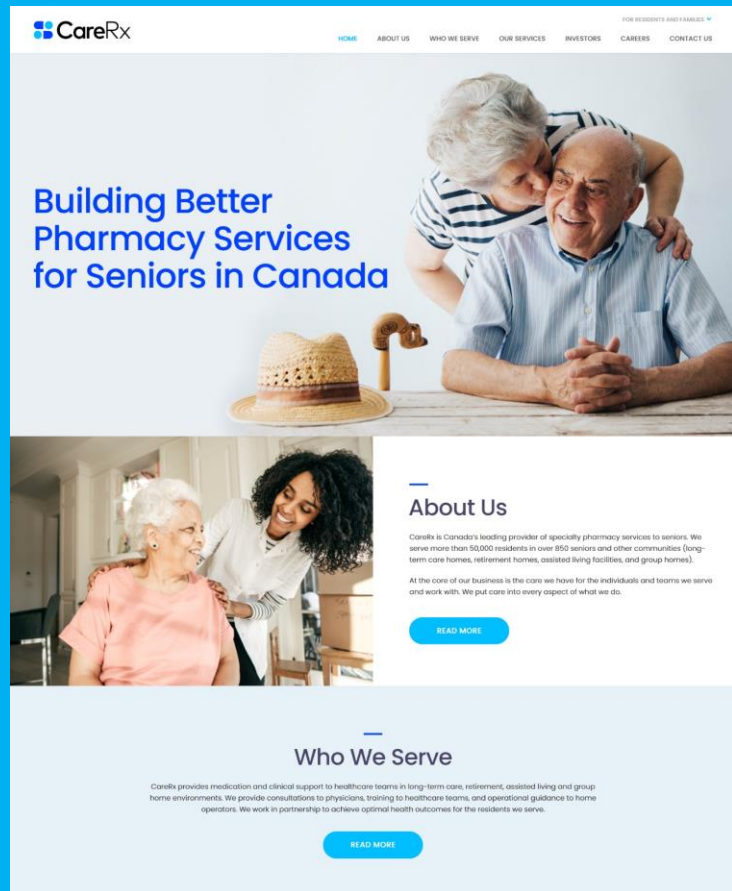 CareRx
FOR RESIDENTS AND FAMILIES
HOME ABOUT US WHO WE SERVE OUR SERVICES INVESTORS CAREERS CONTACT US
Building Better
Pharmacy Services
for Seniors in Canada
About Us
CareRx is Canada's leading provider of specialty pharmacy services to seniors. We
serve more than 50,000 residents in over 850 seniors and other communities (long-
term care homes, retirement homes, assisted living facilities, and group homes).
At the core of our business is the care we have for the individuals and teams we serve
and work with. We put care into every aspect of what we do.
READ MORE
Who We Serve
CareRx provides medication and clinical support to healthcare teams in long-term care, retirement, assisted living and group
home environments. We provide consultations to physicians, training to healthcare teams, and operational guidance to home
operators. We work in partnership to achieve optimal health outcomes for the residents we serve.
READ MORE